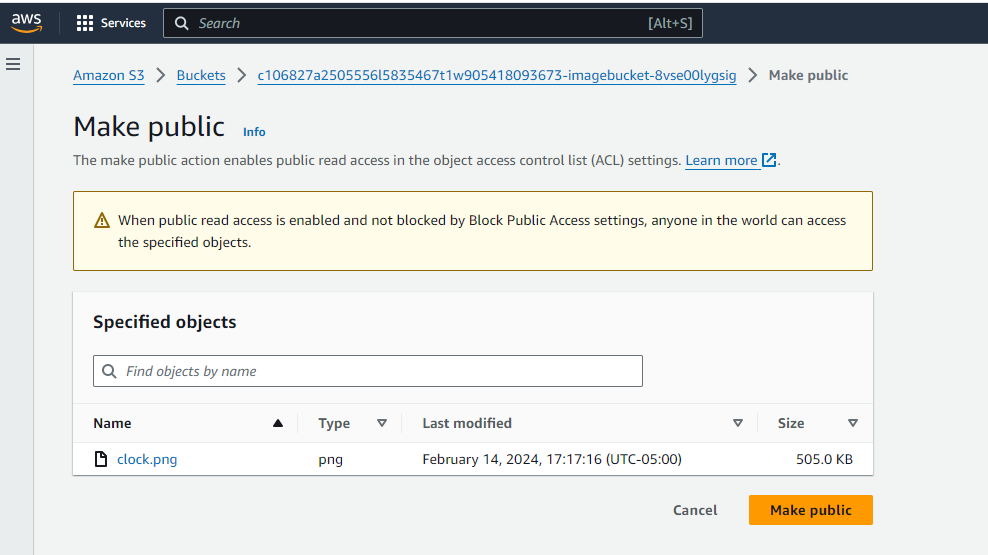 aws Services Search [Alt+S]
Amazon S3 > Buckets > c106827a2505556l5835467t1w905418093673-imagebucket-8vse00lygsig > Make public
Make public Info
The make public action enables public read access in the object access control list (ACL) settings. Learn more.
When public read access is enabled and not blocked by Block Public Access settings, anyone in the world can access
the specified objects.
Specified objects
Find objects by name
Name Type Last modified Size
clock.png png February 14, 2024, 17:17:16 (UTC-05:00) 505.0 KB
Cancel Make public